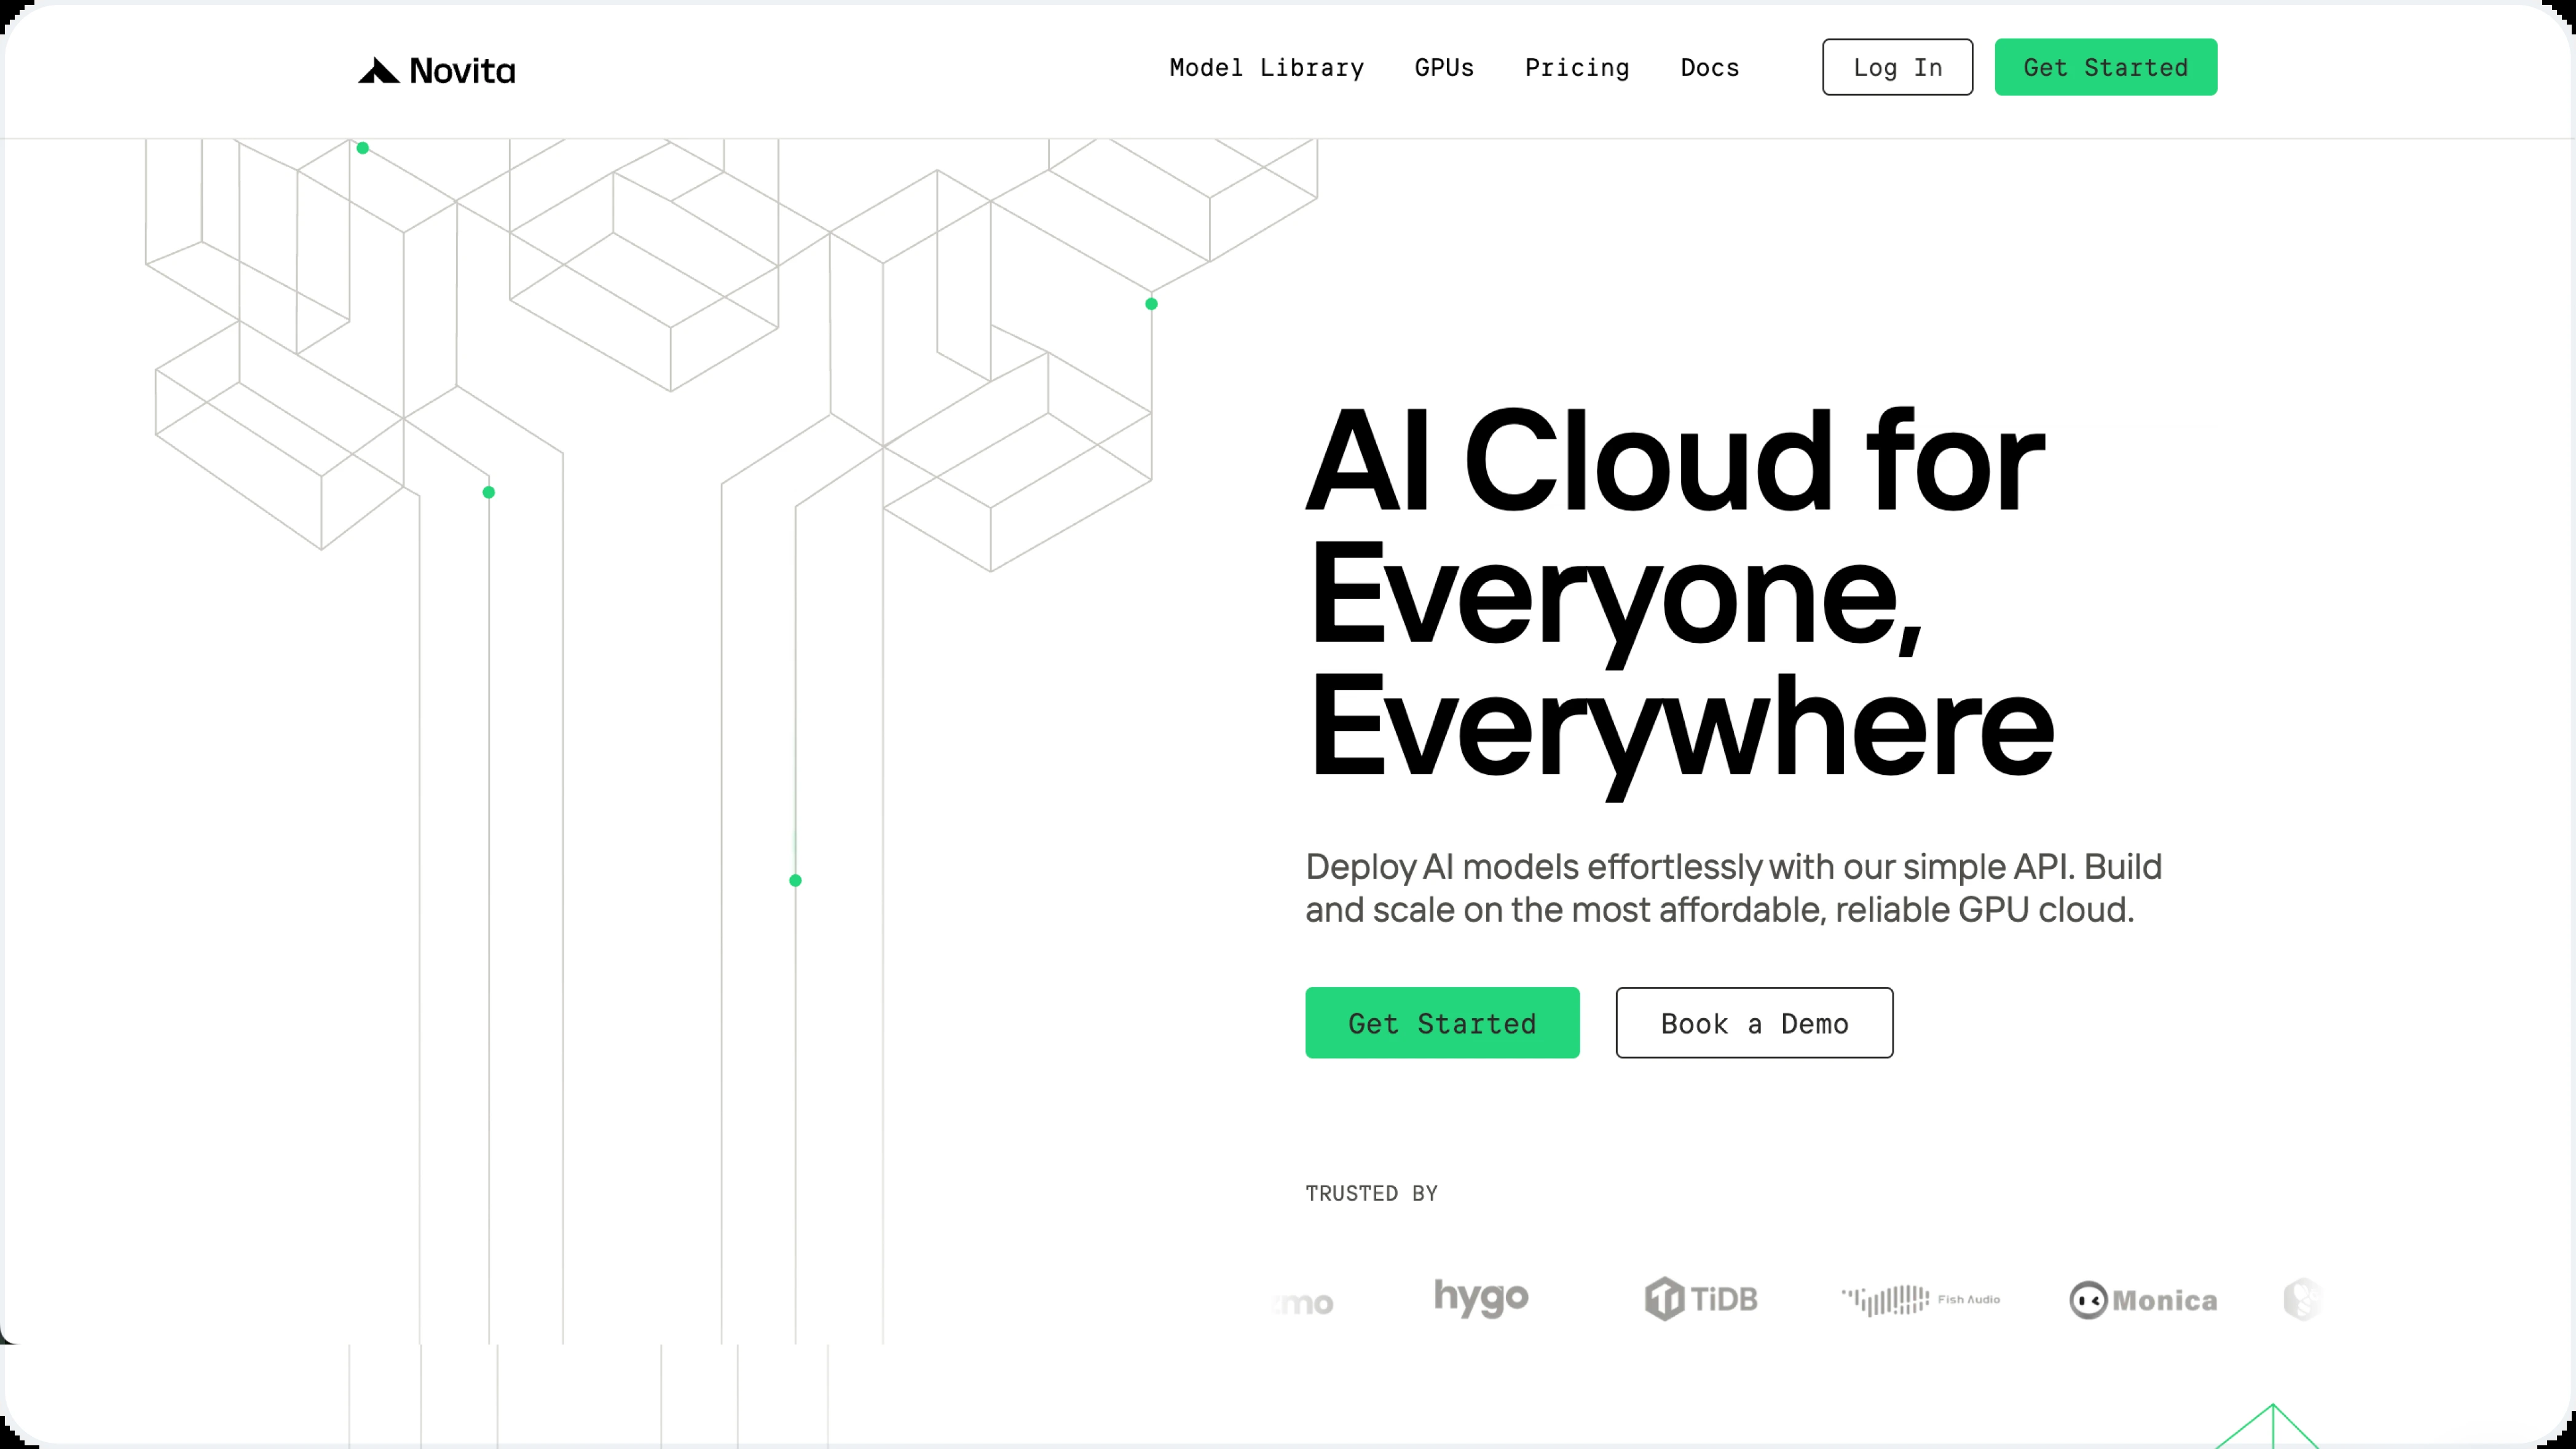 Novita
Model Library
GPUs
Pricing
Docs
Log In
Get Started
AI Cloud for
Everyone,
Everywhere
Deploy AI models effortlessly with our simple API. Build
and scale on the most affordable, reliable GPU cloud.
Get Started
Book a Demo
TRUSTED BY
hygo
TiDB
Fish Audio
Monica